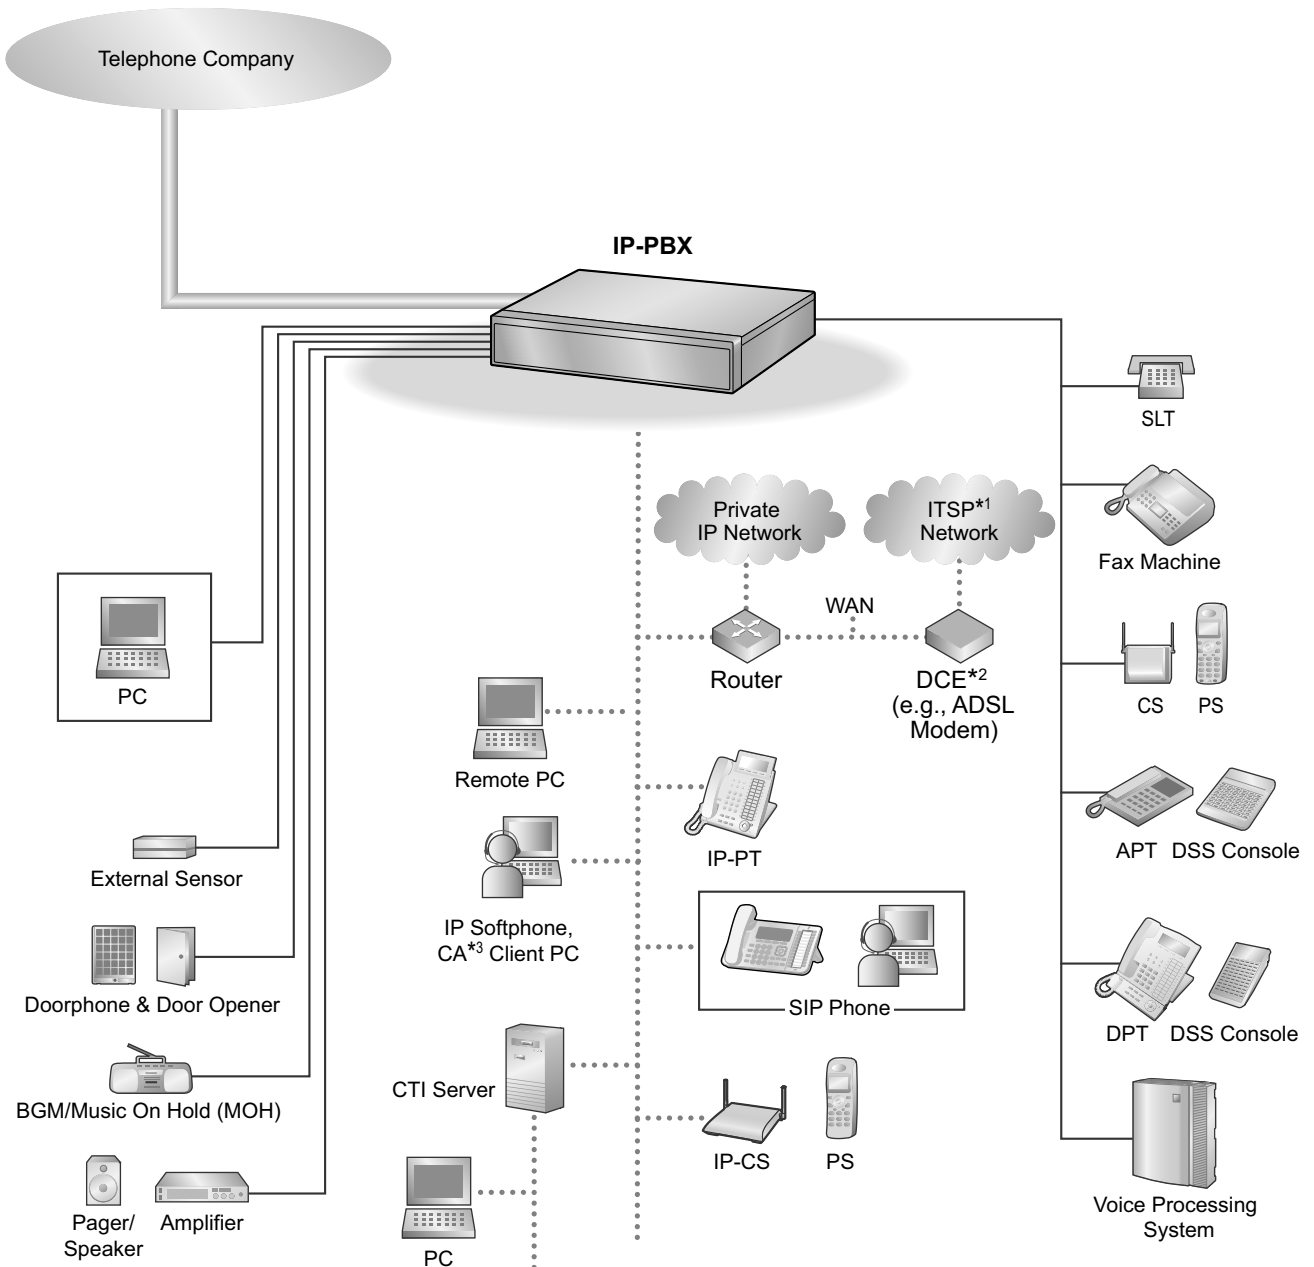 Telephone Company
IP-PBX
SLT
Private
IP Network
ITSP*1
Network
Fax Machine
WAN
PC
Router
DCE*2
(e.g., ADSL
Modem)
CS
PS
Remote PC
IP-PT
APT
DSS Console
External Sensor
IP Softphone,
CA*3 Client PC
Doorphone & Door Opener
SIP Phone
DPT
DSS Console
CTI Server
BGM/Music On Hold (MOH)
IP-CS
PS
Pager/
Speaker
Amplifier
PC
Voice Processing
System